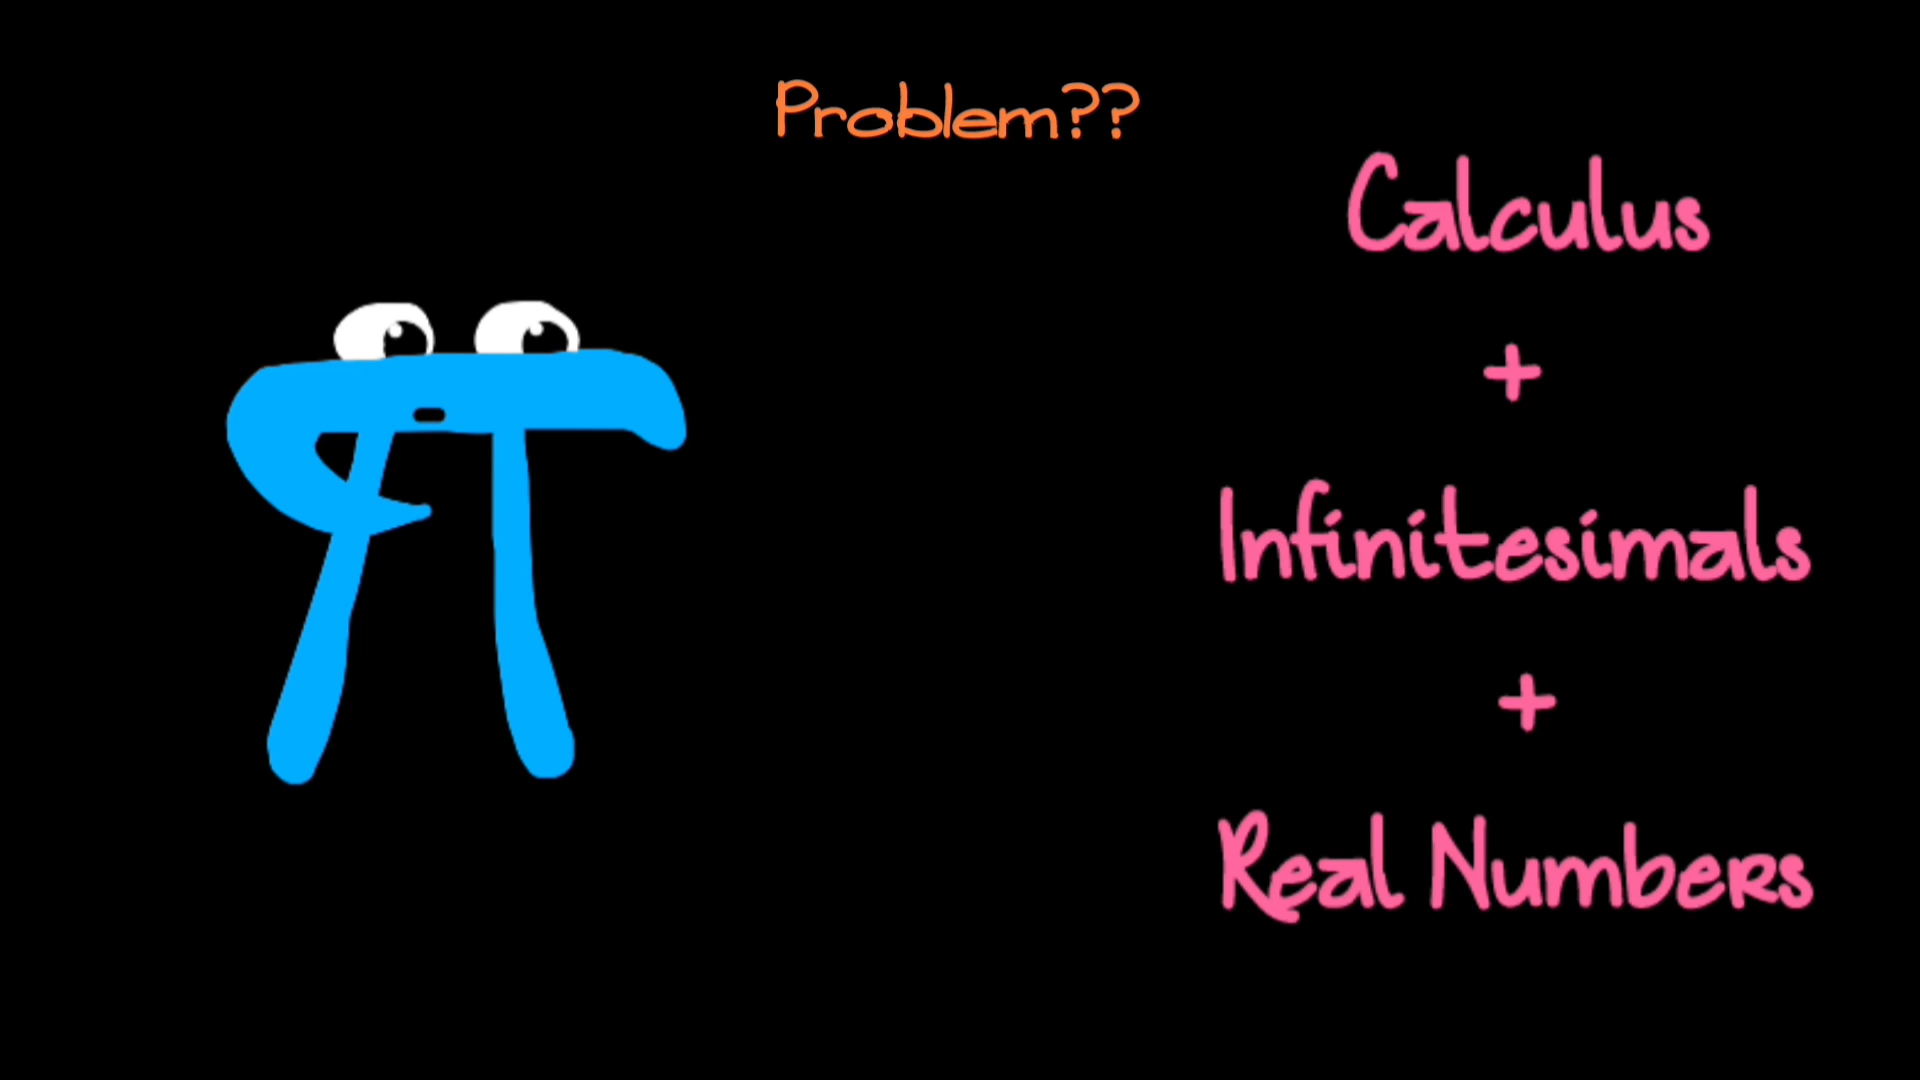 Problem??
Calculus
+
Infinitesimals
+
Real Numbers